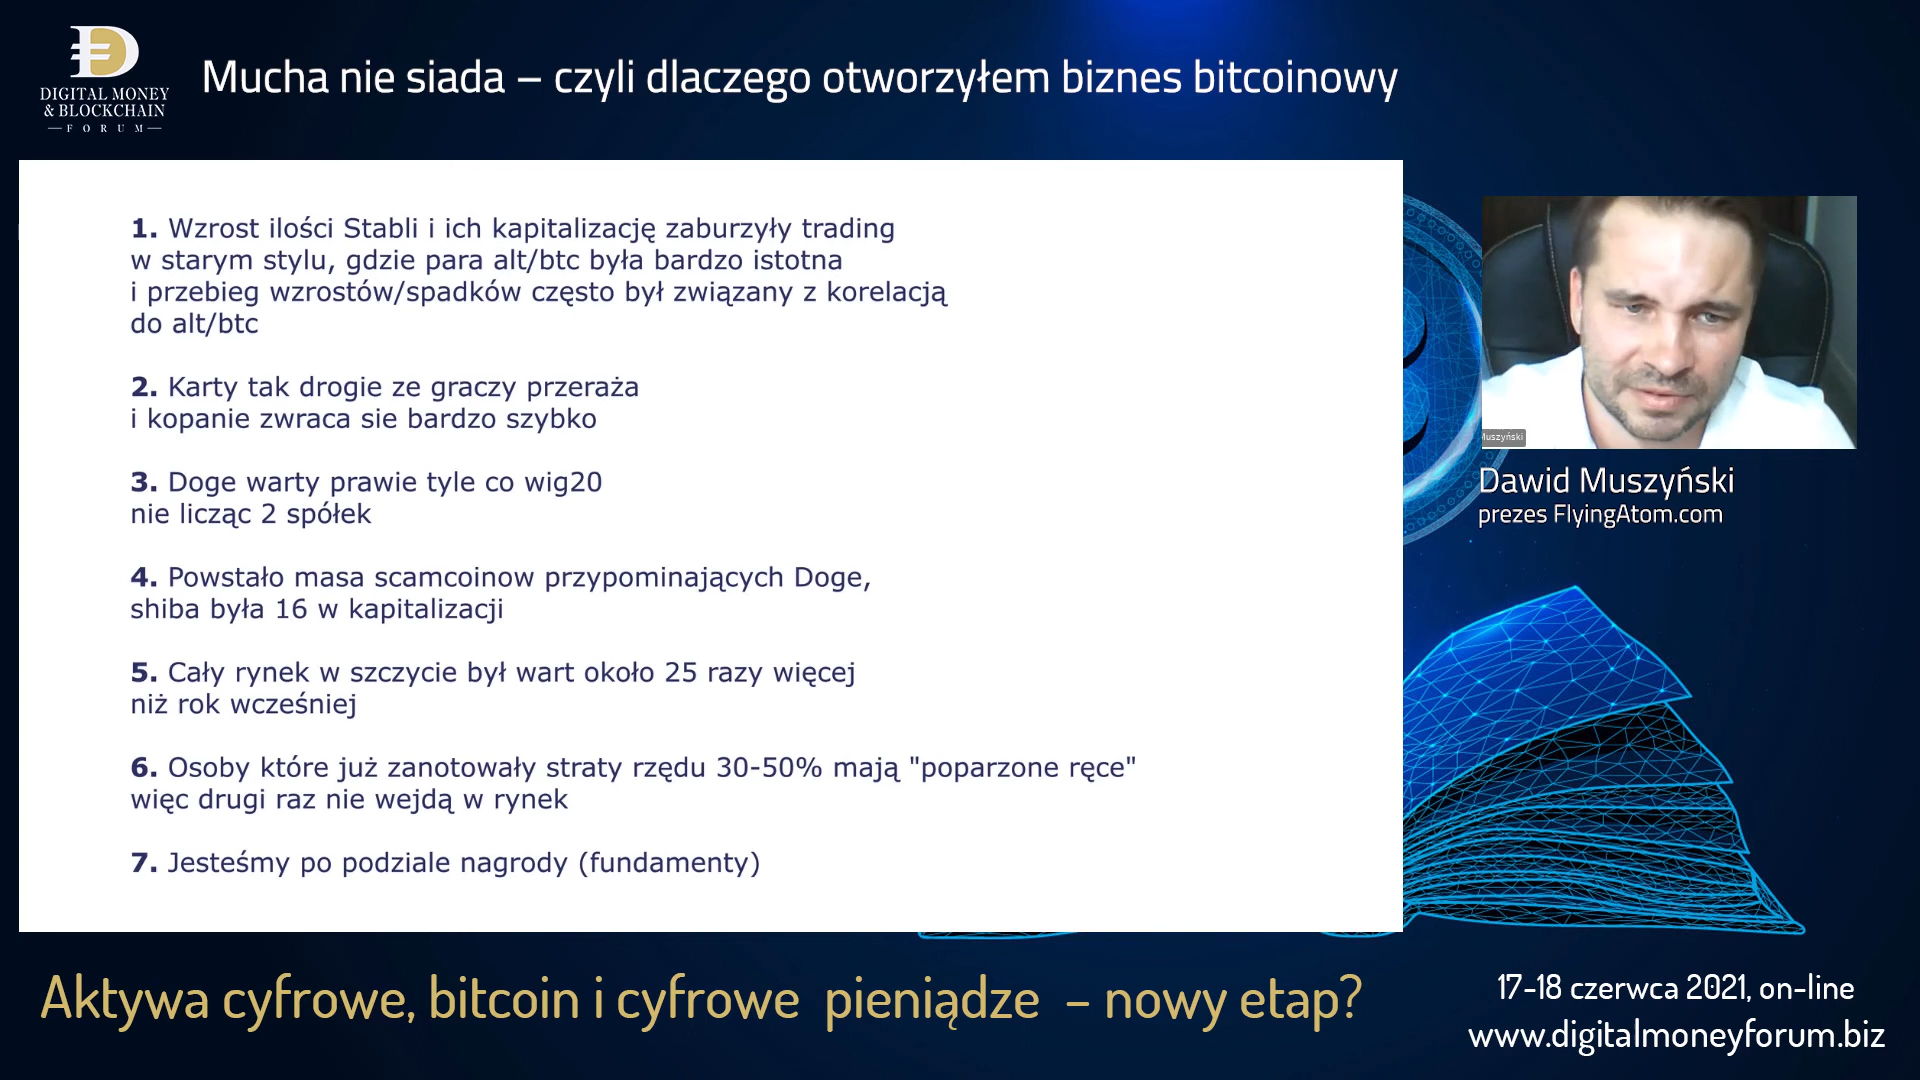 DIGITAL MONEY
& BLOCKCHAIN
FORUM
Mucha nie siada – czyli dlaczego otworzyłem biznes bitcoinowy
1. Wzrost ilości Stabli i ich kapitalizację zaburzyły trading
w starym stylu, gdzie para alt/btc była bardzo istotna
i przebieg wzrostów/spadków często był związany z korelacją
do alt/btc
2. Karty tak drogie ze graczy przeraża
i kopanie zwraca sie bardzo szybko
3. Doge warty prawie tyle co wig20
nie licząc 2 spółek
4. Powstało masa scamcoinow przypominających Doge,
shiba była 16 w kapitalizacji
5. Cały rynek w szczycie był wart około 25 razy więcej
niż rok wcześniej
6. Osoby które już zanotowały straty rzędu 30-50% mają "poparzone ręce"
więc drugi raz nie wejdą w rynek
7. Jesteśmy po podziale nagrody (fundamenty)
Muszyński
Dawid Muszyński
prezes FlyingAtom.com
Aktywa cyfrowe, bitcoin i cyfrowe pieniądze – nowy etap?
17-18 czerwca 2021, on-line
www.digitalmoneyforum.biz